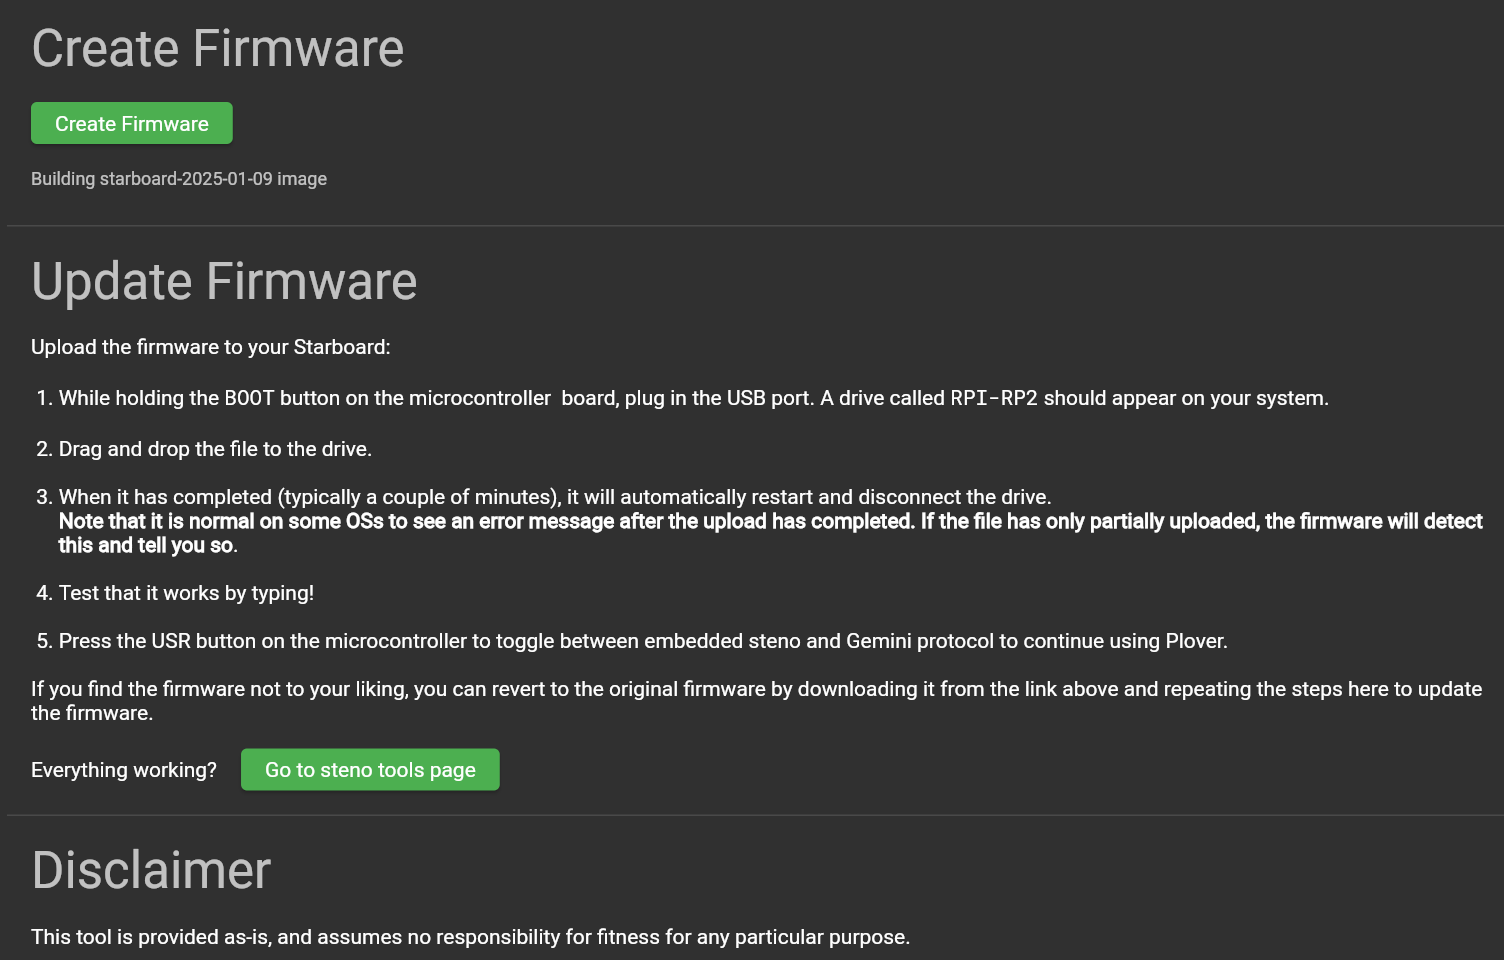 Create Firmware
Create Firmware
Building starboard-2025-01-09 image
Update Firmware
Upload the firmware to your Starboard:
1. While holding the BOOT button on the microcontroller  board, plug in the USB port. A drive called RPI-RP2 should appear on your system.
2. Drag and drop the file to the drive.
3. When it has completed (typically a couple of minutes), it will automatically restart and disconnect the drive.
Note that it is normal on some OSs to see an error message after the upload has completed. If the file has only partially uploaded, the firmware will detect
this and tell you so.
4. Test that it works by typing!
5. Press the USR button on the microcontroller to toggle between embedded steno and Gemini protocol to continue using Plover.
If you find the firmware not to your liking, you can revert to the original firmware by downloading it from the link above and repeating the steps here to update
the firmware.
Everything working? Go to steno tools page
Disclaimer
This tool is provided as-is, and assumes no responsibility for fitness for any particular purpose.